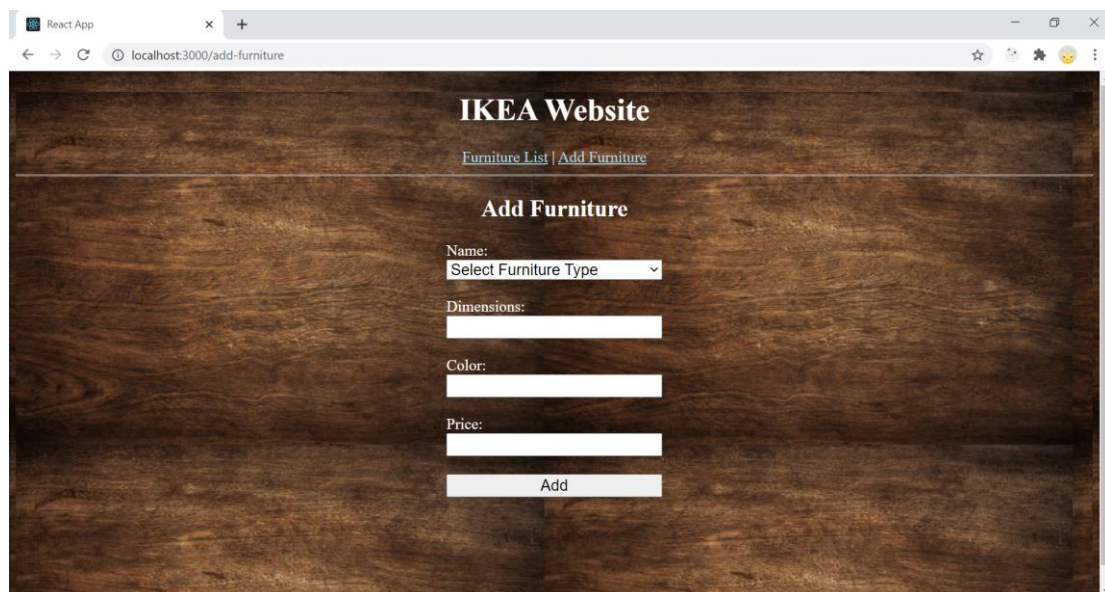 React App
localhost:3000/add-furniture
IKEA Website
Furniture List | Add Furniture
Add Furniture
Name:
Select Furniture Type
Dimensions:
Color:
Price:
Add